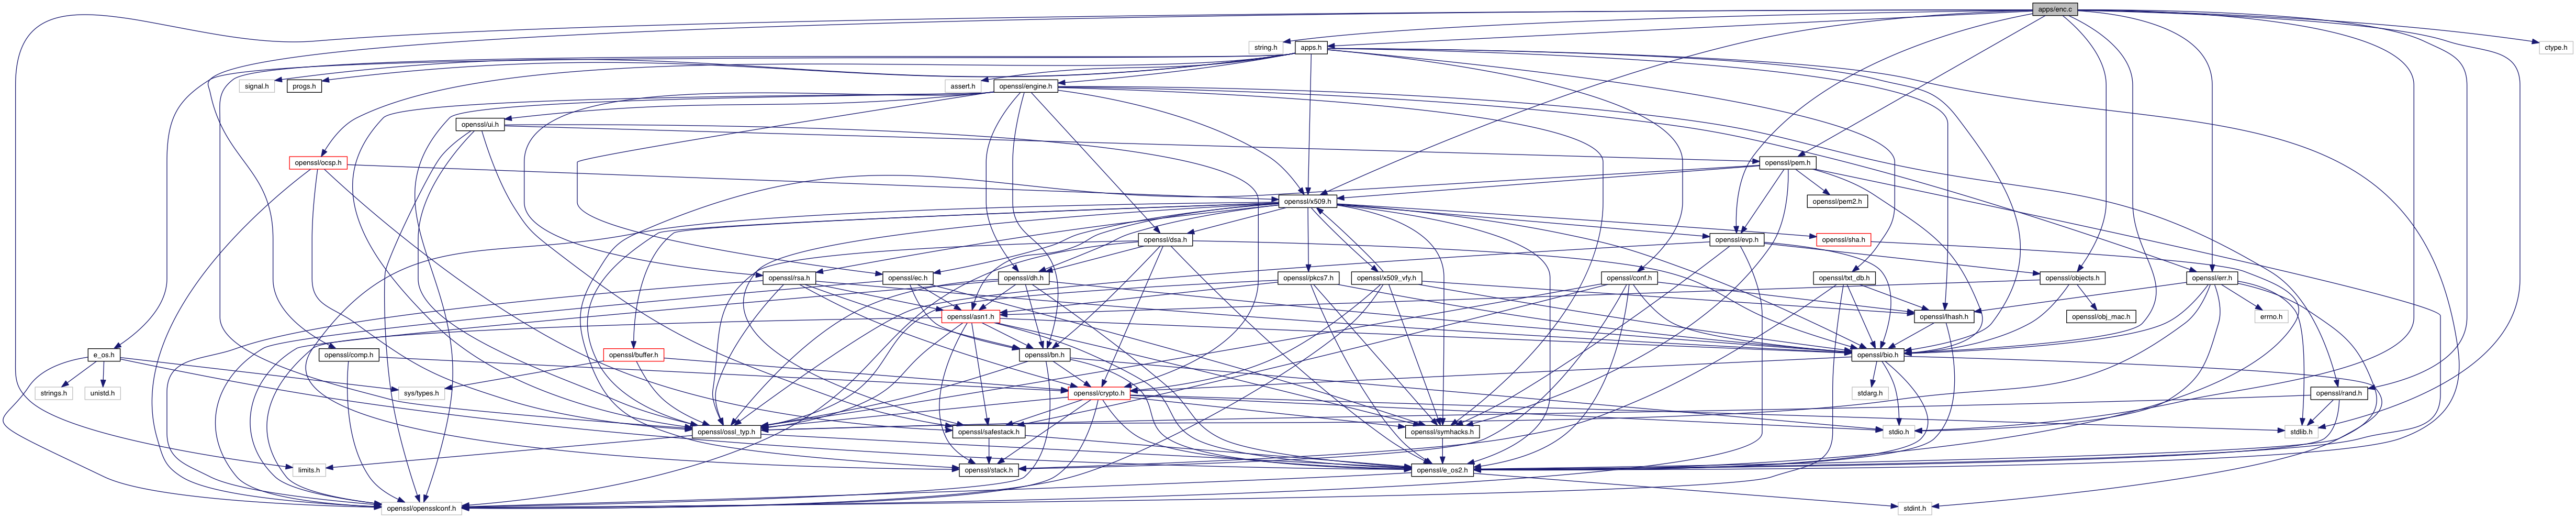 apps/enc.c
string.h
apps.h
ctype.h
signal.h
progs.h
assert.h
openssl/engine.h
openssl/ui.h
openssl/ocsp.h
openssl/pem.h
openssl/x509.h
openssl/pem2.h
openssl/dsa.h
openssl/evp.h
openssl/sha.h
openssl/rsa.h
openssl/ec.h
openssl/dh.h
openssl/pkcs7.h
openssl/x509_vfy.h
openssl/conf.h
openssl/txt_db.h
openssl/objects.h
openssl/err.h
openssl/asn1.h
openssl/lhash.h
openssl/obj_mac.h
errno.h
e_os.h
openssl/comp.h
openssl/buffer.h
openssl/bn.h
openssl/bio.h
strings.h
unistd.h
sys/types.h
openssl/crypto.h
stdarg.h
openssl/rand.h
openssl/ossl_typ.h
openssl/safestack.h
openssl/symhacks.h
stdio.h
stdlib.h
limits.h
openssl/stack.h
openssl/e_os2.h
openssl/opensslconf.h
stdint.h